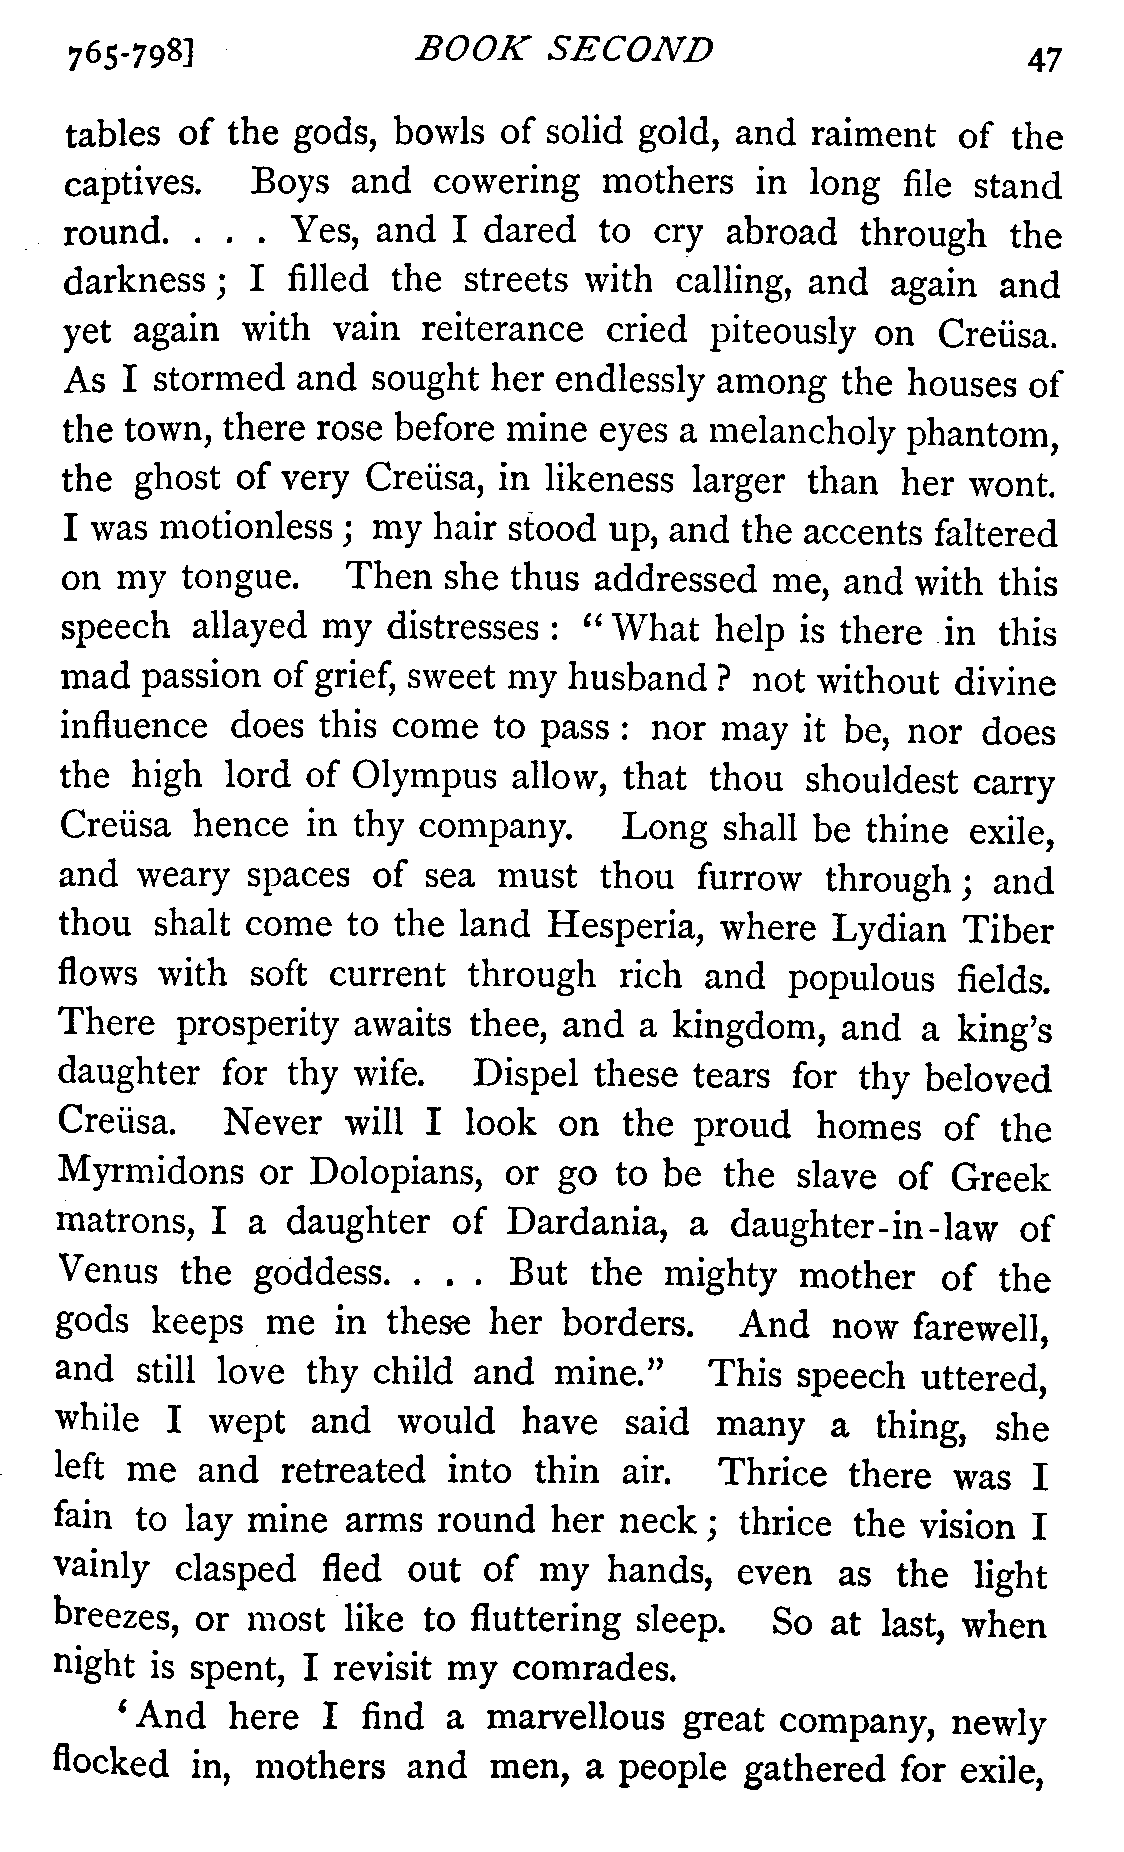 765-798] BOOK SECOND 47
tables of the gods, bowls of solid gold, and raiment of the
captives. Boys and cowering mothers in long file stand
round. . . . Yes, and I dared to cry abroad through the
darkness ; I filled the streets with calling, and again and
yet again with vain reiterance cried piteously on Creüsa.
As I stormed and sought her endlessly among the houses of
the town, there rose before mine eyes a melancholy phantom,
the ghost of very Creüsa, in likeness larger than her wont.
I was motionless ; my hair stood up, and the accents faltered
on my tongue. Then she thus addressed me, and with this
speech allayed my distresses : “ What help is there in this
mad passion of grief, sweet my husband ? not without divine
influence does this come to pass : nor may it be, nor does
the high lord of Olympus allow, that thou shouldest carry
Creüsa hence in thy company. Long shall be thine exile,
and weary spaces of sea must thou furrow through ; and
thou shalt come to the land Hesperia, where Lydian Tiber
flows with soft current through rich and populous fields.
There prosperity awaits thee, and a kingdom, and a king’s
daughter for thy wife. Dispel these tears for thy beloved
Creüsa. Never will I look on the proud homes of the
Myrmidons or Dolopians, or go to be the slave of Greek
matrons, I a daughter of Dardania, a daughter-in-law of
Venus the goddess. . . . But the mighty mother of the
gods keeps me in these her borders. And now farewell,
and still love thy child and mine.” This speech uttered,
while I wept and would have said many a thing, she
left me and retreated into thin air. Thrice there was I
fain to lay mine arms round her neck ; thrice the vision I
vainly clasped fled out of my hands, even as the light
breezes, or most like to fluttering sleep. So at last, when
night is spent, I revisit my comrades.
‘ And here I find a marvellous great company, newly
flocked in, mothers and men, a people gathered for exile,